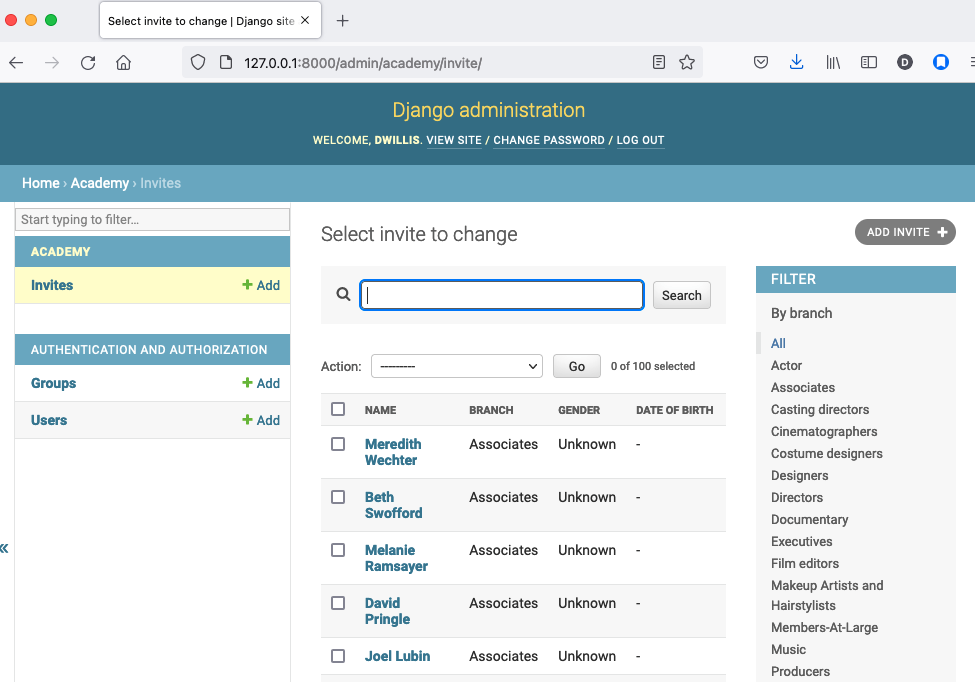 Select invite to change | Django site
127.0.0.1:8000/admin/academy/invite/
D
Django administration
WELCOME, DWILLIS. VIEW SITE / CHANGE PASSWORD / LOG OUT
Home › Academy › Invites
Start typing to filter…
ACADEMY
Invites + Add
AUTHENTICATION AND AUTHORIZATION
Groups + Add
Users + Add
«
Select invite to change
ADD INVITE +
Search
Action: --------- Go 0 of 100 selected
NAME BRANCH GENDER DATE OF BIRTH
Meredith
Wechter Associates Unknown -
Beth
Swofford Associates Unknown -
Melanie
Ramsayer Associates Unknown -
David
Pringle Associates Unknown -
Joel Lubin Associates Unknown -
FILTER
By branch
All
Actor
Associates
Casting directors
Cinematographers
Costume designers
Designers
Directors
Documentary
Executives
Film editors
Makeup Artists and
Hairstylists
Members-At-Large
Music
Producers